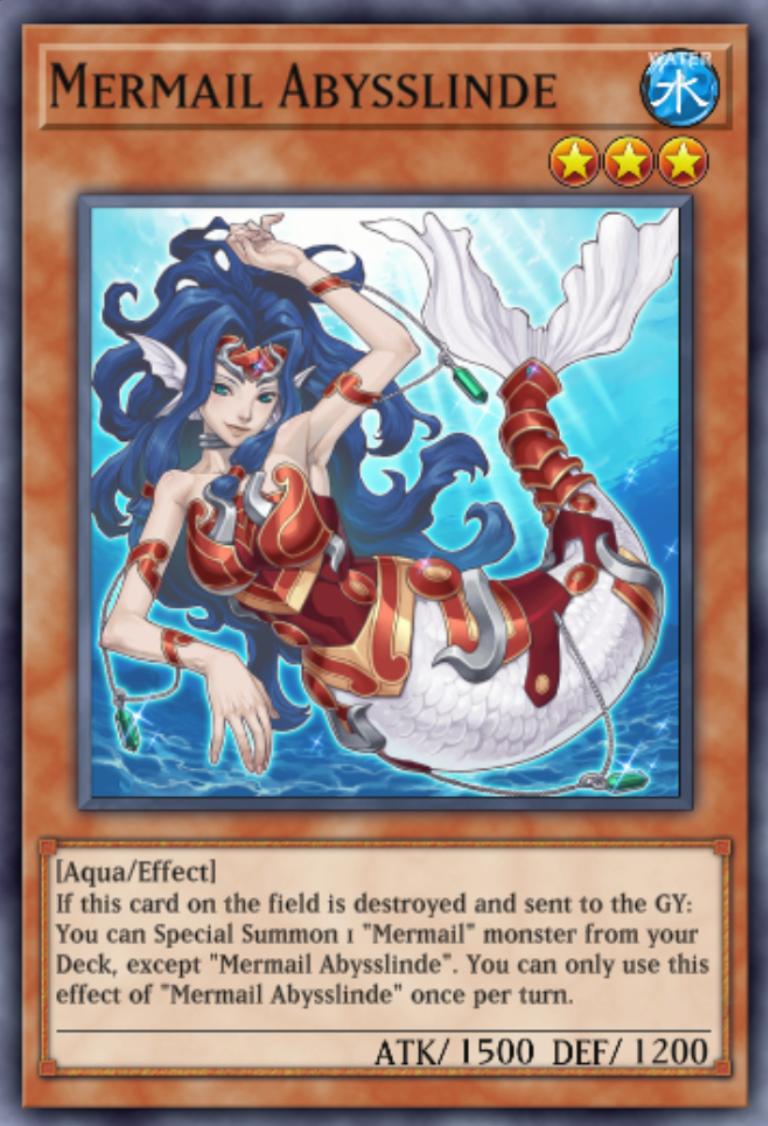 MERMAIL ABYSSLINDE
WATER
水
[Aqua/Effect]
If this card on the field is destroyed and sent to the GY:
You can Special Summon 1 "Mermail" monster from your
Deck, except "Mermail Abysslinde". You can only use this
effect of "Mermail Abysslinde" once per turn.
ATK/ 1500 DEF/ 1200